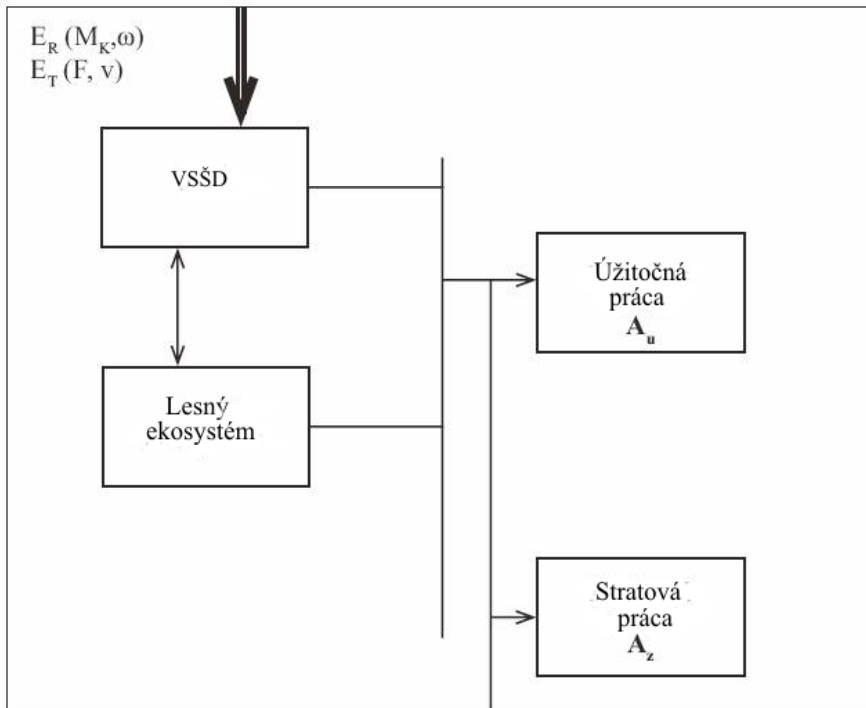 E_R (M_K,ω)
E_T (F, v)
VSŠD
Úžitočná
práca
A_u
Lesný
ekosystém
Stratová
práca
A_z